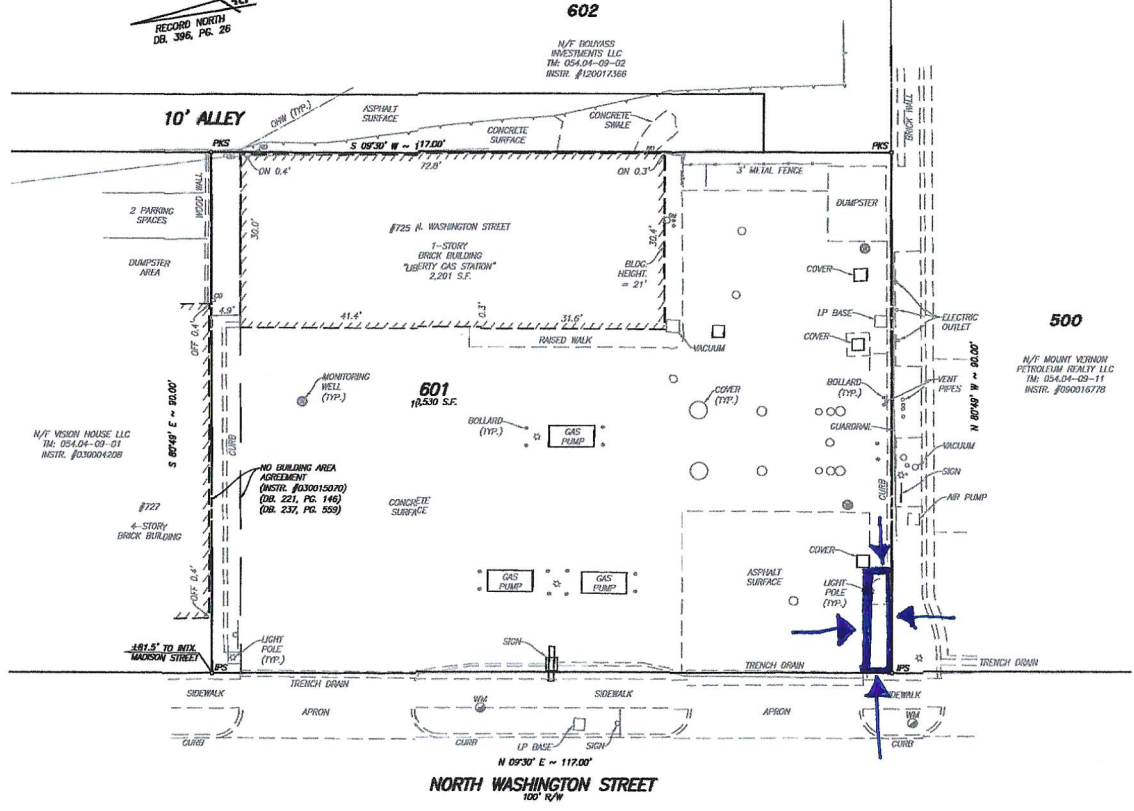 RECORD NORTH
DB. 396, PG. 26
602
N/F BOUYASS
INVESTMENTS LLC
TM: 054.04-09-02
INSTR. #120017366
10' ALLEY
OHW (TYP.)
ASPHALT
SURFACE
CONCRETE
SURFACE
CONCRETE
SWALE
BRICK WALL
PKS
S 09'30' W ~ 117.00'
PKS
ON 0.4'
72.8'
ON 0.3'
3' METAL FENCE
WOOD WALL
2 PARKING
SPACES
DUMPSTER
AREA
30.0'
#725 N. WASHINGTON STREET
1-STORY
BRICK BUILDING
"LIBERTY GAS STATION"
2,201 S.F.
30.4'
BLDG.
HEIGHT.
= 21'
DUMPSTER
COVER
LP BASE
COVER
ELECTRIC
OUTLET
500
N/F MOUNT VERNON
PETROLEUM REALTY LLC
TM: 054.04-09-11
INSTR. #090016778
CO
4.9'
OFF 0.4'
41.4'
0.3'
31.6'
RAISED WALK
VACUUM
MONITORING
WELL
(TYP.)
601
10,530 S.F.
COVER
(TYP.)
BOLLARD
(TYP.)
VENT
PIPES
GUARDRAIL
N 80'49' W ~ 90.00'
S 80'49' E ~ 90.00'
N/F VISION HOUSE LLC
TM: 054.04-09-01
INSTR. #030004208
BOLLARD
(TYP.)
GAS
PUMP
CURB
VACUUM
SIGN
CURB
AIR PUMP
NO BUILDING AREA
AGREEMENT
(INSTR. #030015070)
(DB. 221, PG. 146)
(DB. 237, PG. 559)
CONCRETE
SURFACE
#727
4-STORY
BRICK BUILDING
OFF 0.4'
GAS
PUMP
GAS
PUMP
COVER
ASPHALT
SURFACE
LIGHT
POLE
(TYP.)
±81.5' TO INTX.
MADISON STREET
LIGHT
POLE
(TYP.)
SIGN
IPS
IPS
TRENCH DRAIN
TRENCH DRAIN
TRENCH DRAIN
SIDEWALK
SIDEWALK
SIDEWALK
APRON
WM
APRON
WM
CURB
CURB
LP BASE
SIGN
CURB
N 09'30' E ~ 117.00'
NORTH WASHINGTON STREET
100' R/W